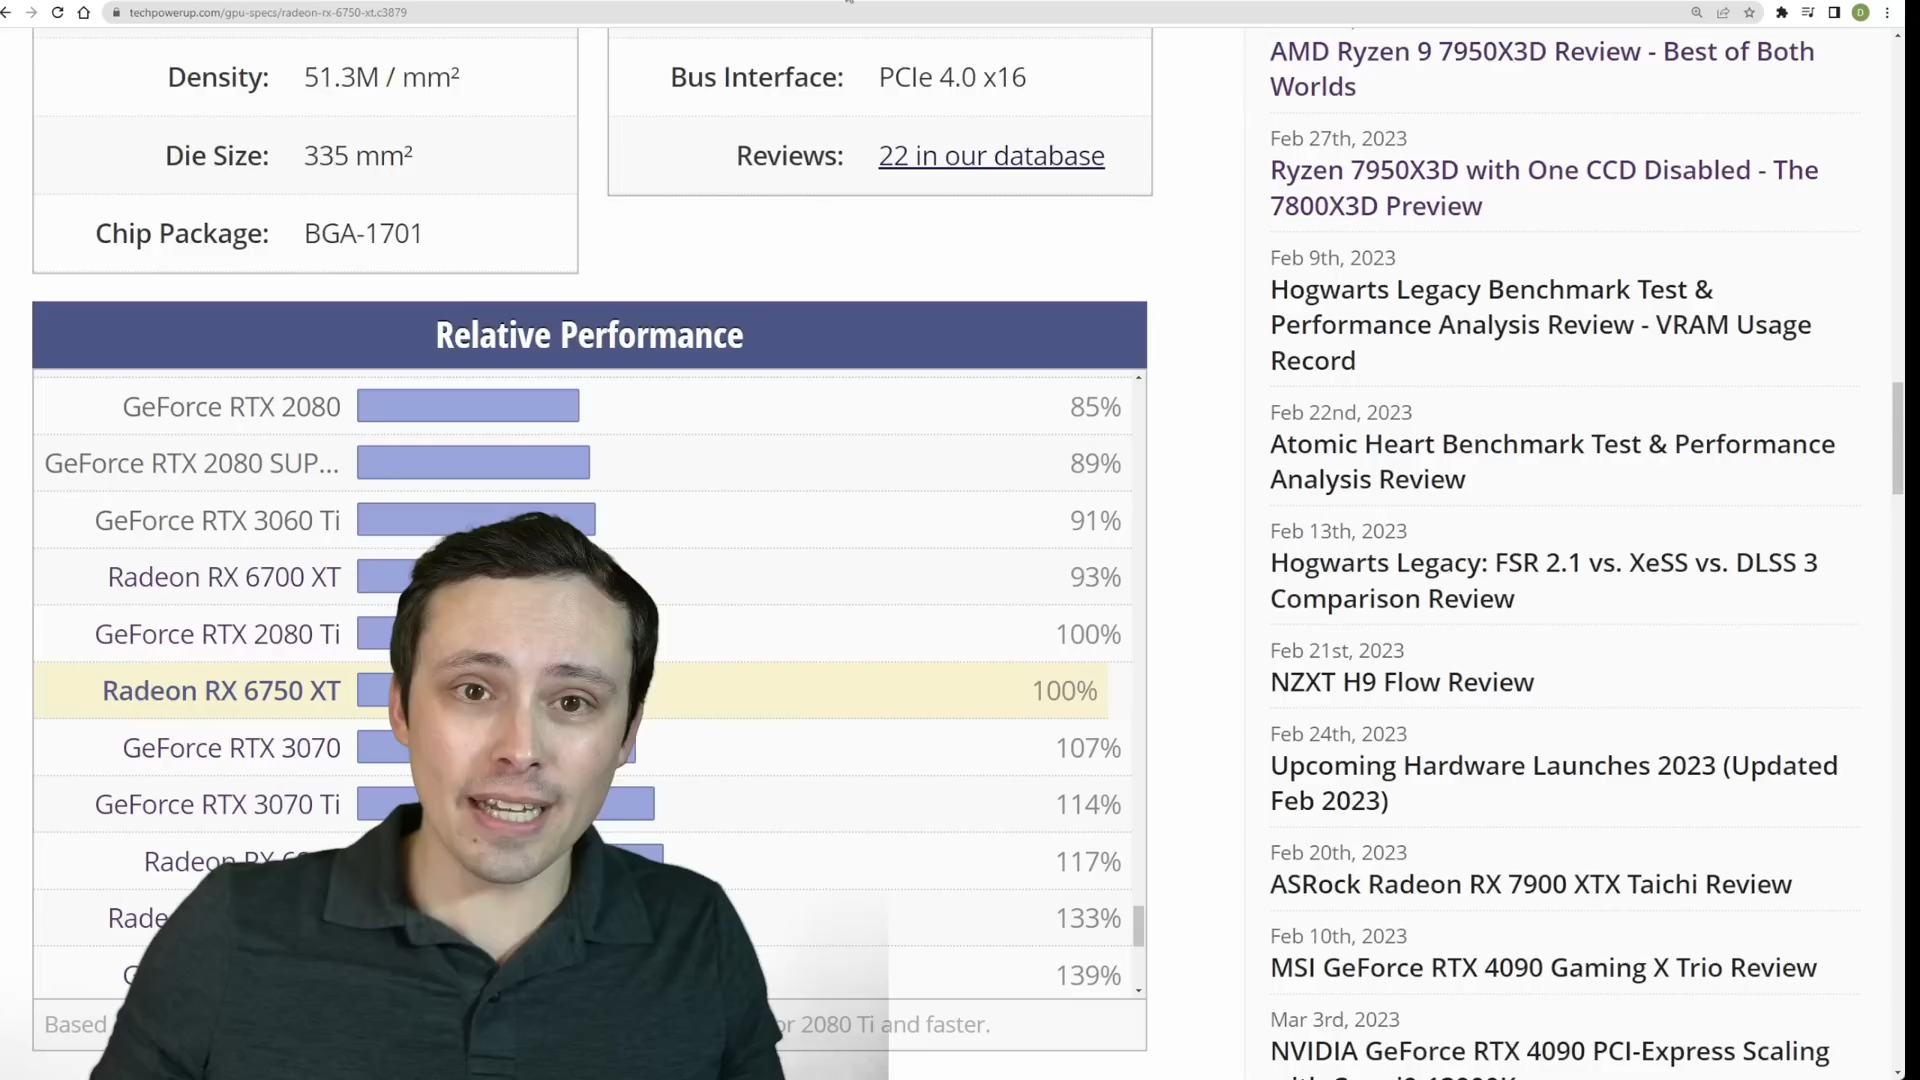 techpowerup.com/gpu-specs/radeon-rx-6750-xt.c3879
D
Density: 51.3M / mm²
Die Size: 335 mm²
Chip Package: BGA-1701
Bus Interface: PCIe 4.0 x16
Reviews: 22 in our database
Relative Performance
GeForce RTX 2080 85%
GeForce RTX 2080 SUP... 89%
GeForce RTX 3060 Ti 91%
Radeon RX 6700 XT 93%
GeForce RTX 2080 Ti 100%
Radeon RX 6750 XT 100%
GeForce RTX 3070 107%
GeForce RTX 3070 Ti 114%
Radeon RX 117%
133%
139%
Based or 2080 Ti and faster.
AMD Ryzen 9 7950X3D Review - Best of Both
Worlds
Feb 27th, 2023
Ryzen 7950X3D with One CCD Disabled - The
7800X3D Preview
Feb 9th, 2023
Hogwarts Legacy Benchmark Test &
Performance Analysis Review - VRAM Usage
Record
Feb 22nd, 2023
Atomic Heart Benchmark Test & Performance
Analysis Review
Feb 13th, 2023
Hogwarts Legacy: FSR 2.1 vs. XeSS vs. DLSS 3
Comparison Review
Feb 21st, 2023
NZXT H9 Flow Review
Feb 24th, 2023
Upcoming Hardware Launches 2023 (Updated
Feb 2023)
Feb 20th, 2023
ASRock Radeon RX 7900 XTX Taichi Review
Feb 10th, 2023
MSI GeForce RTX 4090 Gaming X Trio Review
Mar 3rd, 2023
NVIDIA GeForce RTX 4090 PCI-Express Scaling